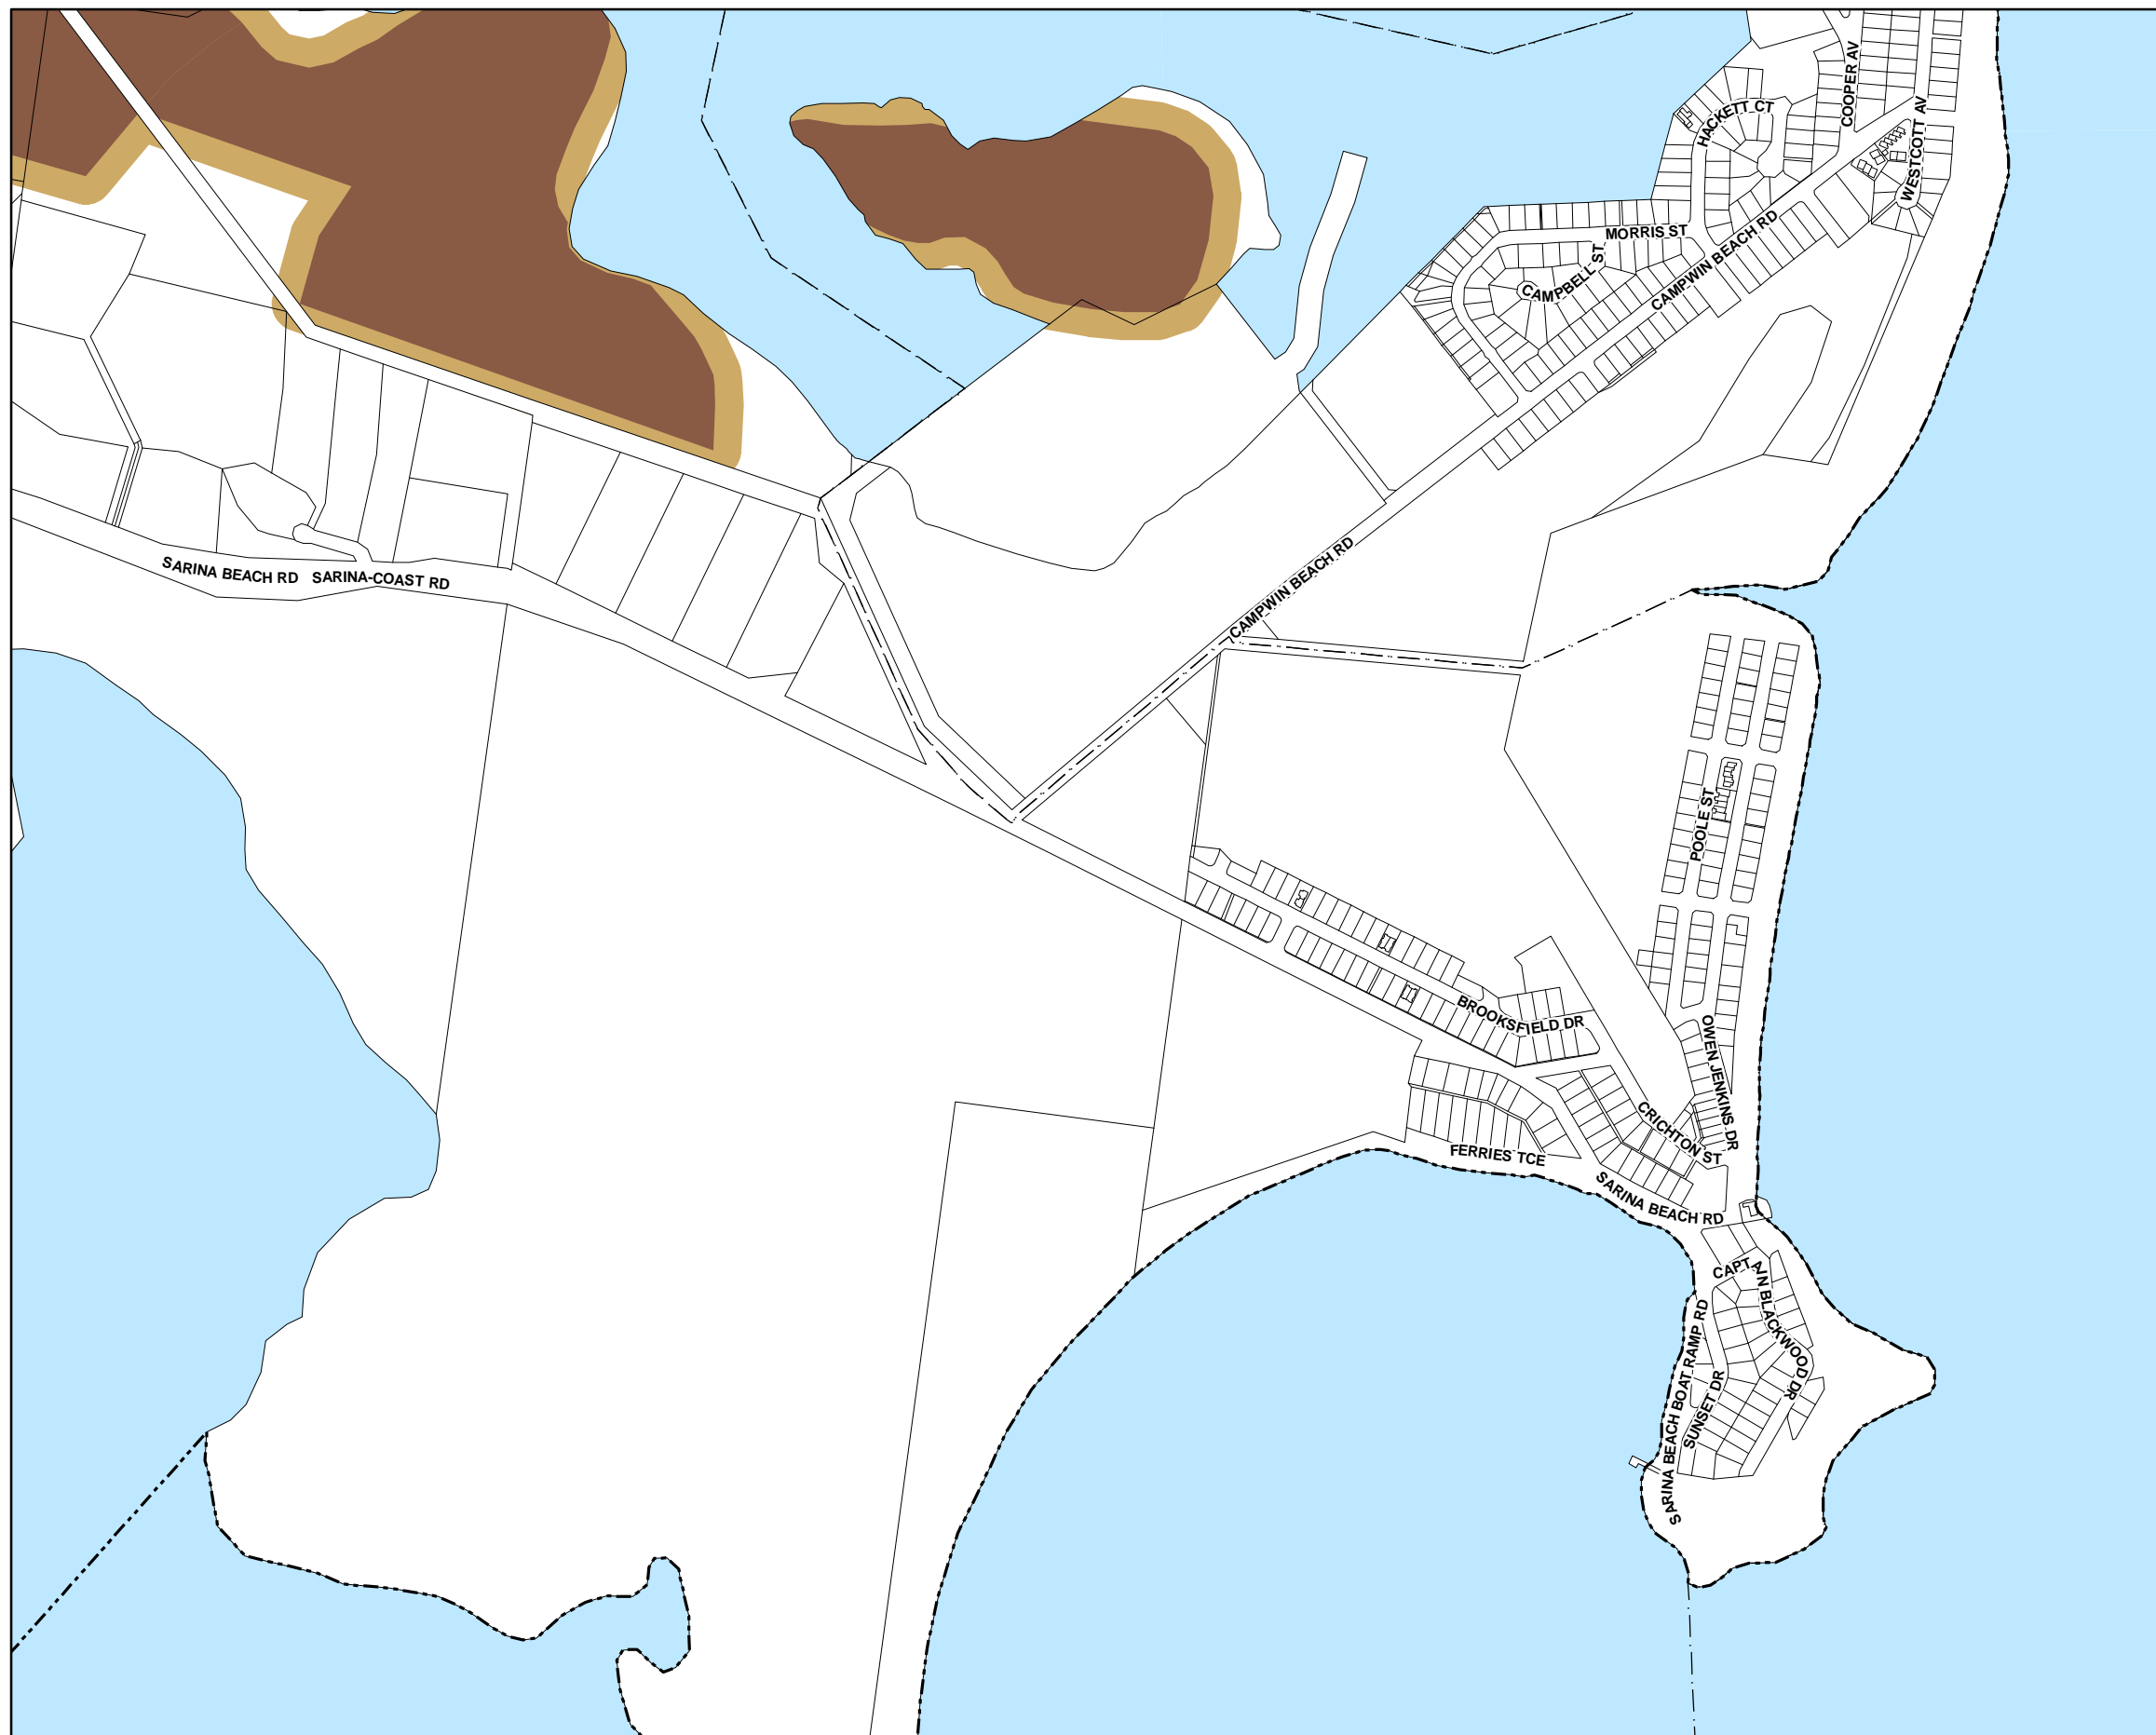 COOPER AV
HACKETT CT
WESTCOTT AV
MORRIS ST
CAMPBELL ST
CAMPWIN BEACH RD
SARINA BEACH RD
SARINA-COAST RD
CAMPWIN BEACH RD
POOLE ST
BROOKSFIELD DR
OWEN JENKINS DR
CRICHTON ST
FERRIES TCE
SARINA BEACH RD
CAPTAIN BLACKWOOD DR
SARINA BEACH BOAT RAMP RD
SUNSET DR